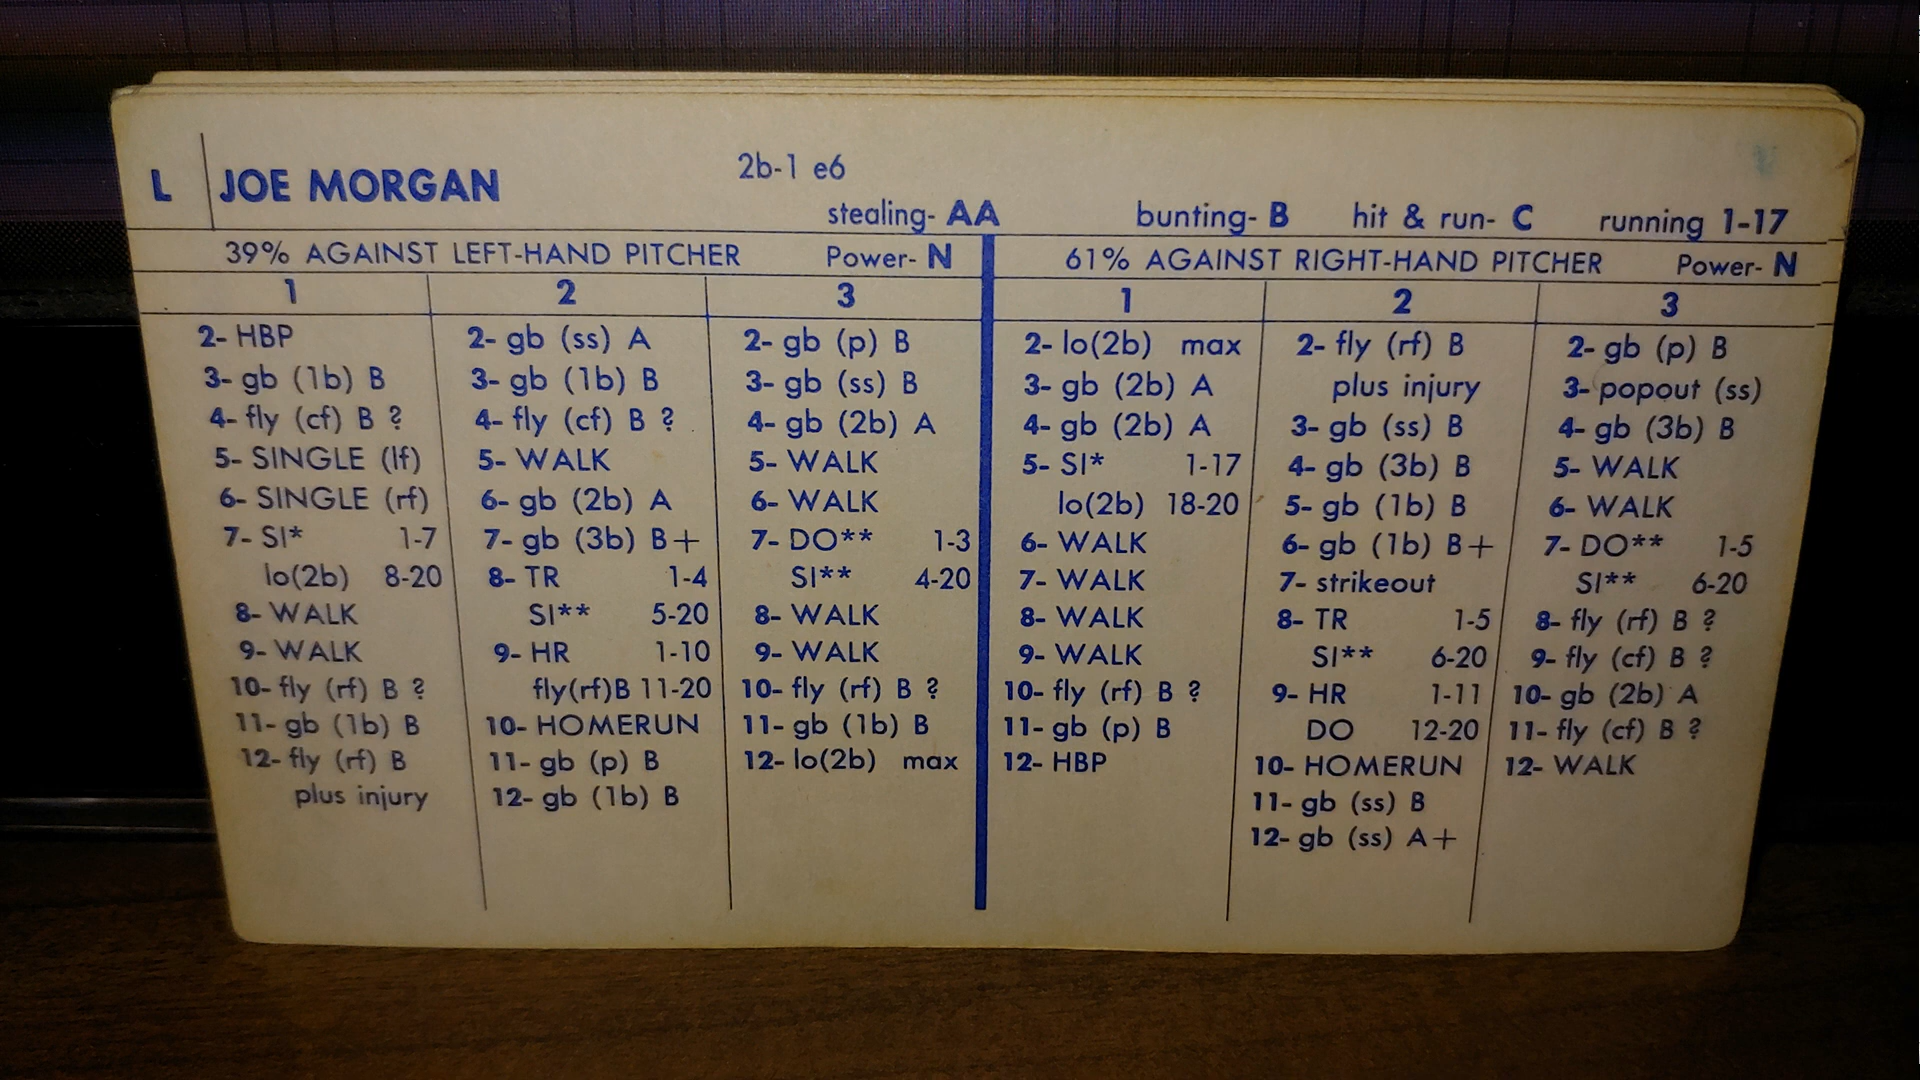 L JOE MORGAN 2b-1 e6
stealing- AA bunting- B hit & run- C running 1-17
39% AGAINST LEFT-HAND PITCHER Power- N
1 2 3
2- HBP
3- gb (1b) B
4- fly (cf) B ?
5- SINGLE (lf)
6- SINGLE (rf)
7- SI* 1-7
lo(2b) 8-20
8- WALK
9- WALK
10- fly (rf) B ?
11- gb (1b) B
12- fly (rf) B
plus injury
2- gb (ss) A
3- gb (1b) B
4- fly (cf) B ?
5- WALK
6- gb (2b) A
7- gb (3b) B+
8- TR 1-4
SI** 5-20
9- HR 1-10
fly(rf)B 11-20
10- HOMERUN
11- gb (p) B
12- gb (1b) B
2- gb (p) B
3- gb (ss) B
4- gb (2b) A
5- WALK
6- WALK
7- DO** 1-3
SI** 4-20
8- WALK
9- WALK
10- fly (rf) B ?
11- gb (1b) B
12- lo(2b) max
61% AGAINST RIGHT-HAND PITCHER Power- N
1 2 3
2- lo(2b) max
3- gb (2b) A
4- gb (2b) A
5- SI* 1-17
lo(2b) 18-20
6- WALK
7- WALK
8- WALK
9- WALK
10- fly (rf) B ?
11- gb (p) B
12- HBP
2- fly (rf) B
plus injury
3- gb (ss) B
4- gb (3b) B
5- gb (1b) B
6- gb (1b) B+
7- strikeout
8- TR 1-5
SI** 6-20
9- HR 1-11
DO 12-20
10- HOMERUN
11- gb (ss) B
12- gb (ss) A+
2- gb (p) B
3- popout (ss)
4- gb (3b) B
5- WALK
6- WALK
7- DO** 1-5
SI** 6-20
8- fly (rf) B ?
9- fly (cf) B ?
10- gb (2b) A
11- fly (cf) B ?
12- WALK